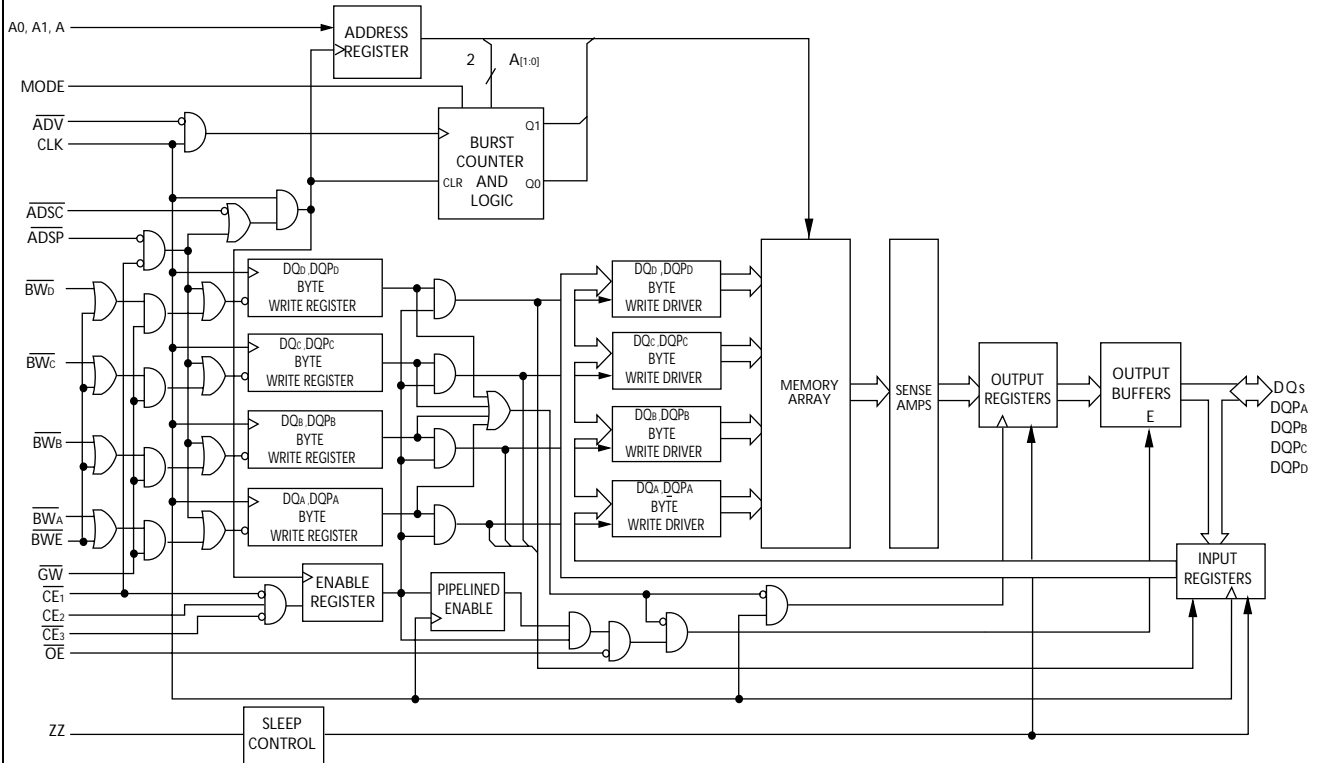 A0, A1, A
ADDRESS
REGISTER
2 A[1:0]
MODE
ADV
CLK
BURST
COUNTER
AND
LOGIC
CLR
Q1
Q0
ADSC
ADSP
DQD ,DQPD
BYTE
WRITE REGISTER
DQD ,DQPD
BYTE
WRITE DRIVER
BWD
DQC, DQPC
BYTE
WRITE REGISTER
DQC, DQPC
BYTE
WRITE DRIVER
BWC
MEMORY
ARRAY
SENSE
AMPS
OUTPUT
REGISTERS
OUTPUT
BUFFERS
E
DQs
DQPA
DQPB
DQPC
DQPD
DQB, DQPB
BYTE
WRITE REGISTER
DQB, DQPB
BYTE
WRITE DRIVER
BWB
DQA, DQPA
BYTE
WRITE REGISTER
DQA, DQPA
BYTE
WRITE DRIVER
BWA
BWE
GW
CE1
CE2
CE3
OE
ENABLE
REGISTER
PIPELINED
ENABLE
INPUT
REGISTERS
ZZ
SLEEP
CONTROL